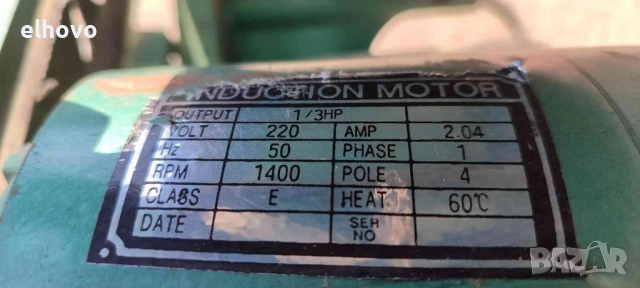 elhovo
INDUCTION MOTOR
OUTPUT 1/3HP
VOLT 220 AMP 2.04
Hz 50 PHASE 1
RPM 1400 POLE 4
CLASS E HEAT 60℃
DATE SER NO
BAZAR